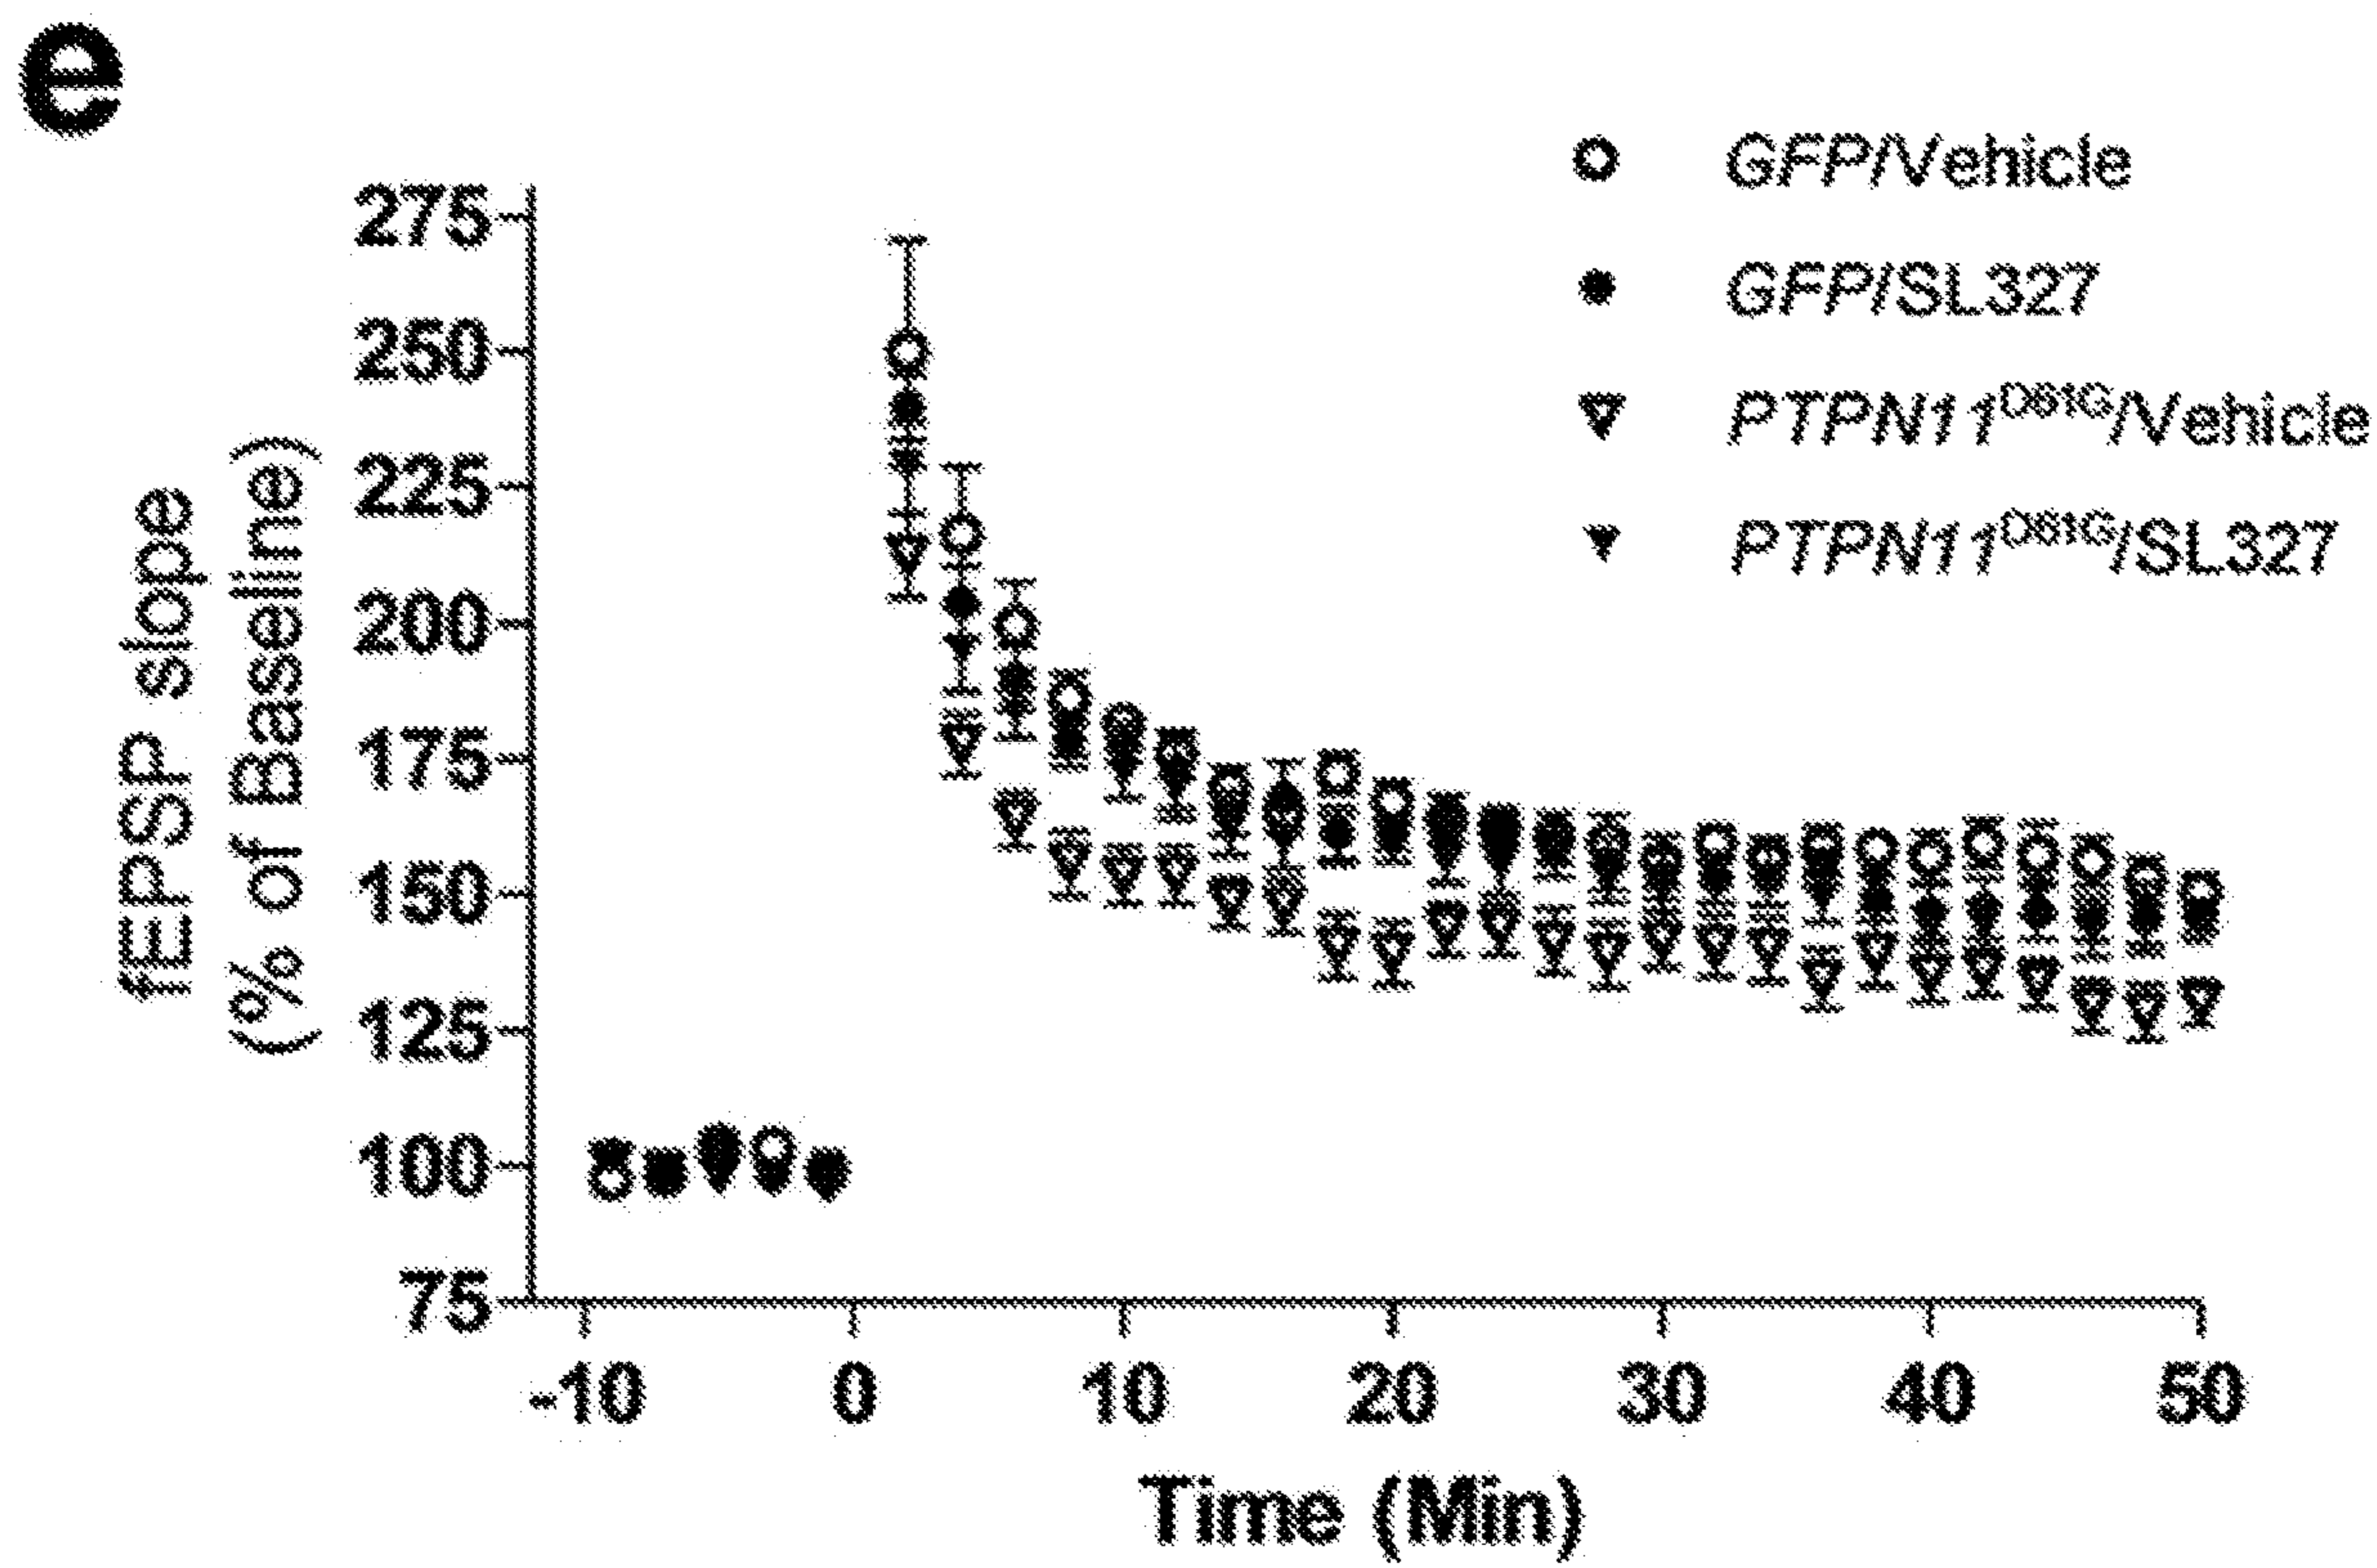 e
GFP/Vehicle
GFP/SL327
PTPN11D61G/Vehicle
PTPN11D61G/SL327
fEPSP slope
(% of Baseline)
275
250
225
200
175
150
125
100
75
-10 0 10 20 30 40 50
Time (Min)